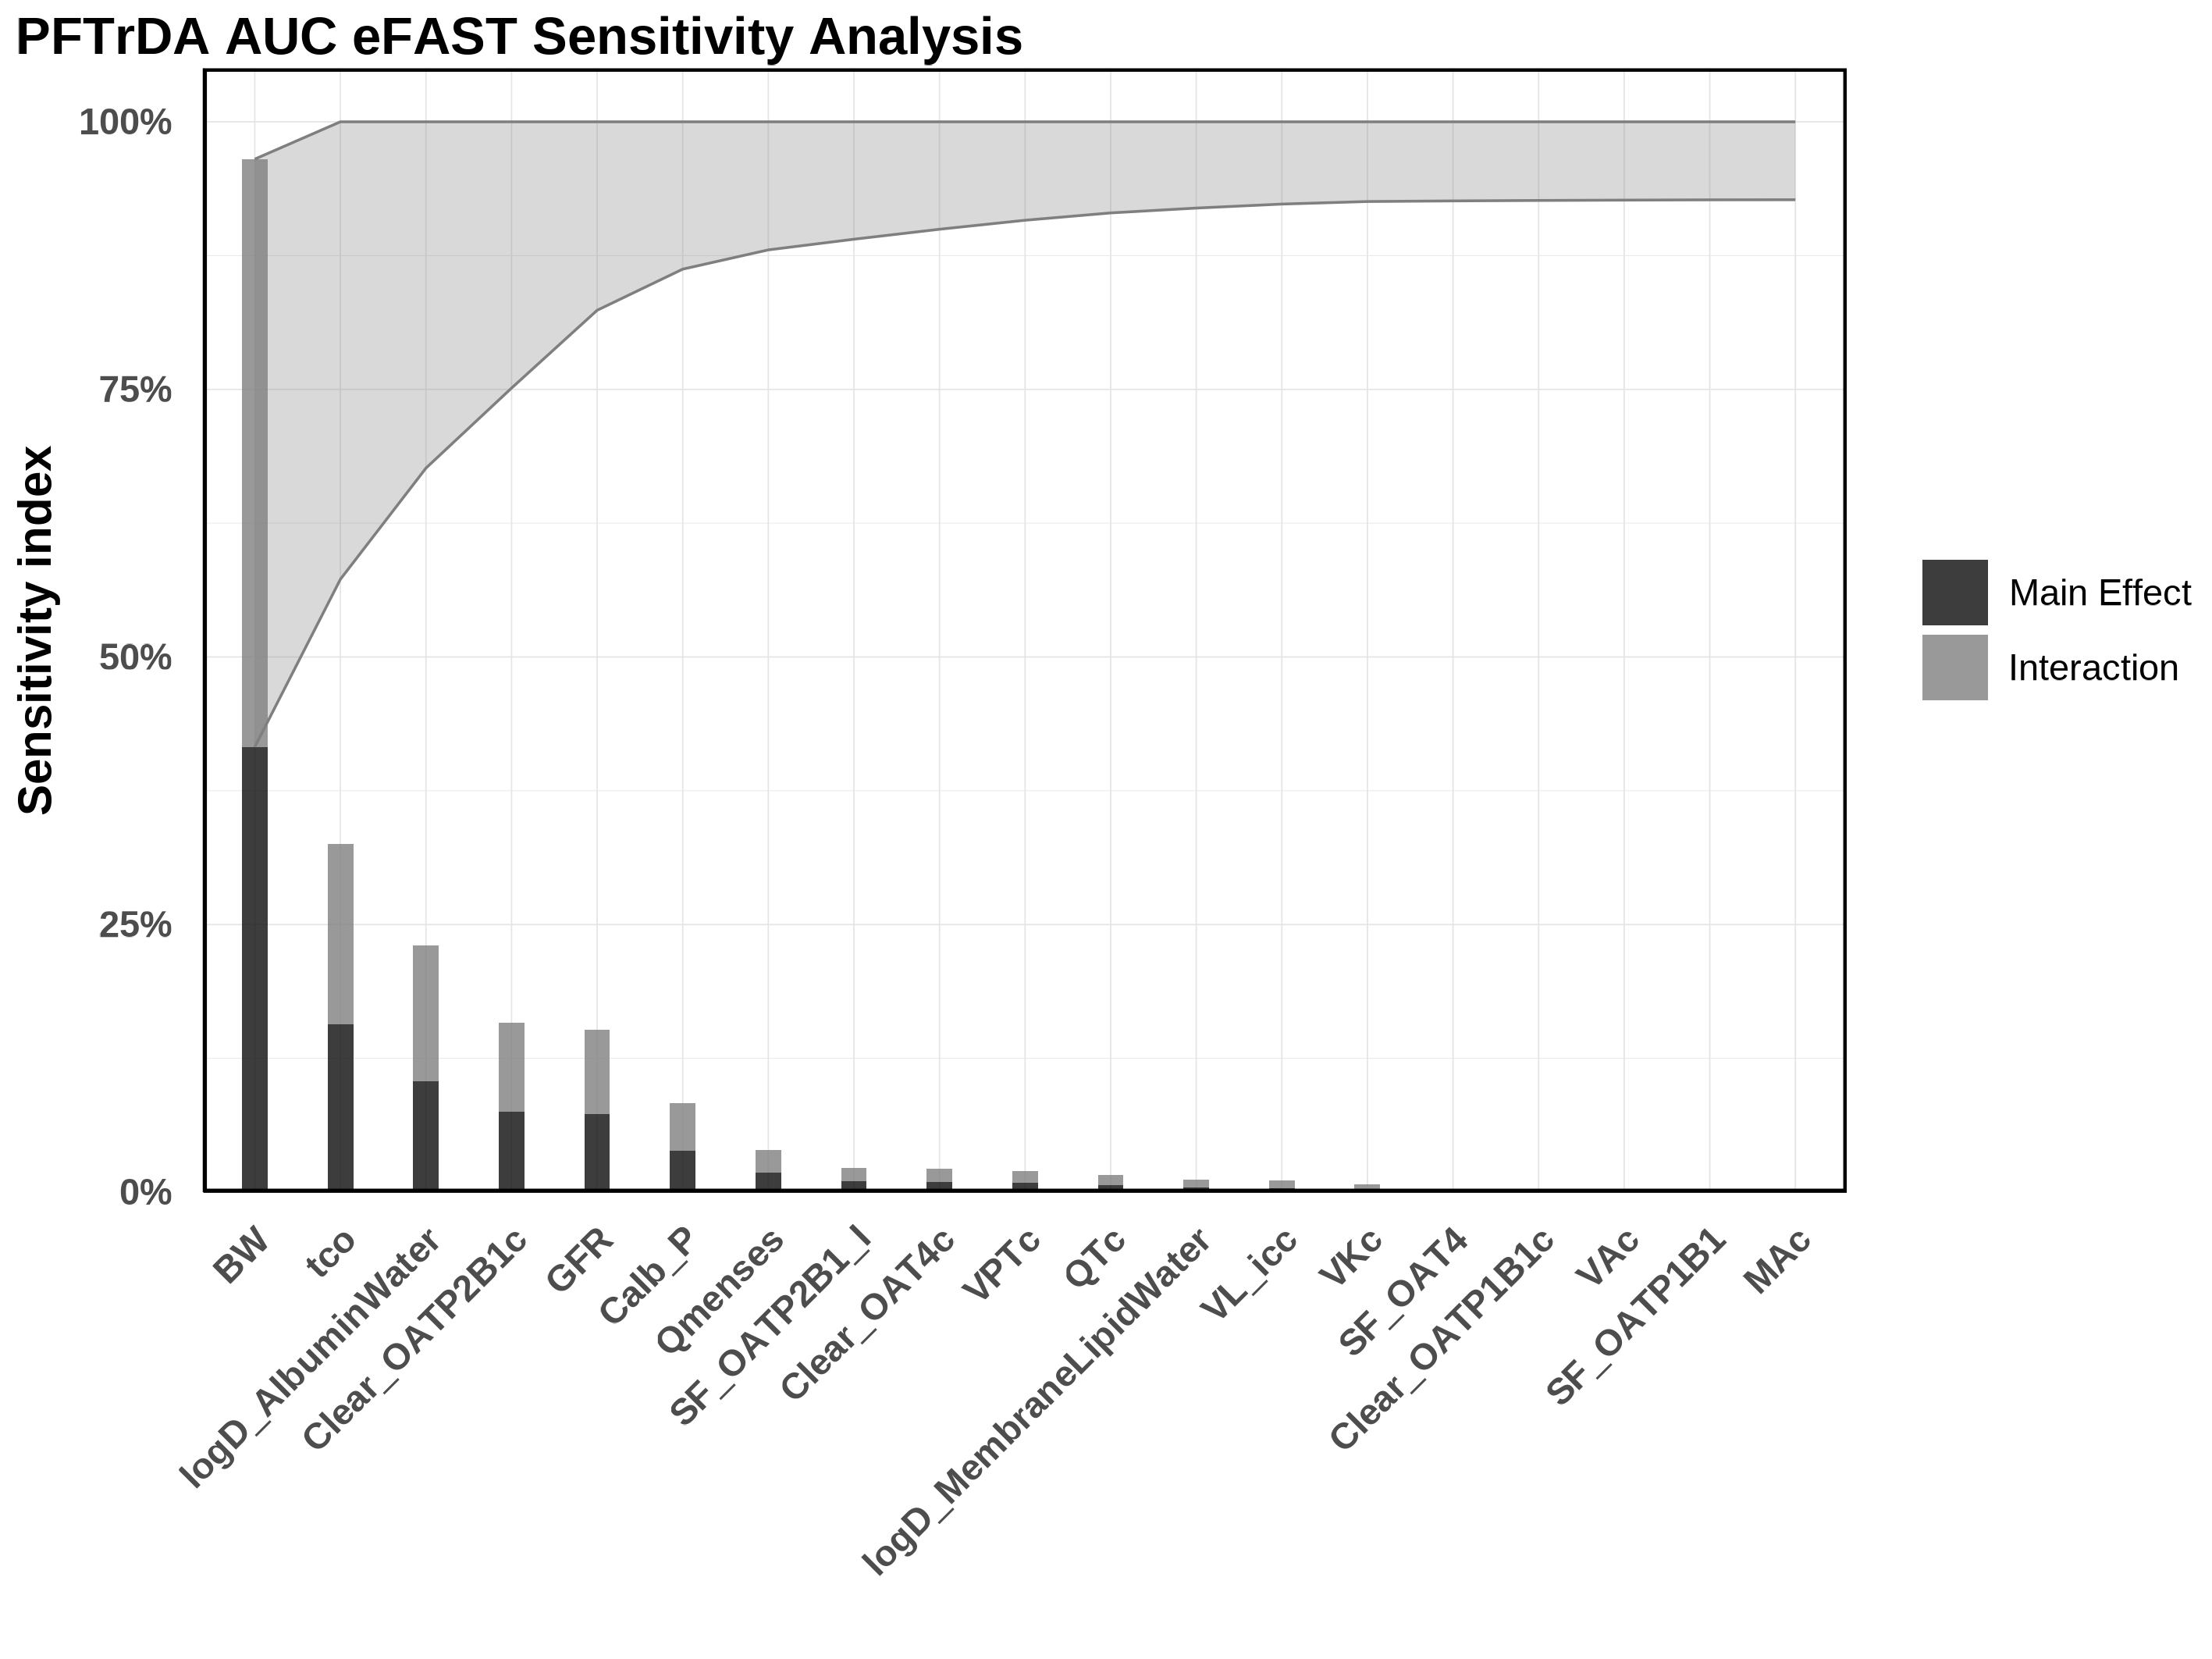 PFTrDA AUC eFAST Sensitivity Analysis
Sensitivity index
100%
75%
50%
25%
0%
BW
tco
logD_AlbuminWater
Clear_OATP2B1c
GFR
Calb_P
Qmenses
SF_OATP2B1_l
Clear_OAT4c
VPTc
QTc
logD_MembraneLipidWater
VL_icc
VKc
SF_OAT4
Clear_OATP1B1c
VAc
SF_OATP1B1
MAc
Main Effect
Interaction